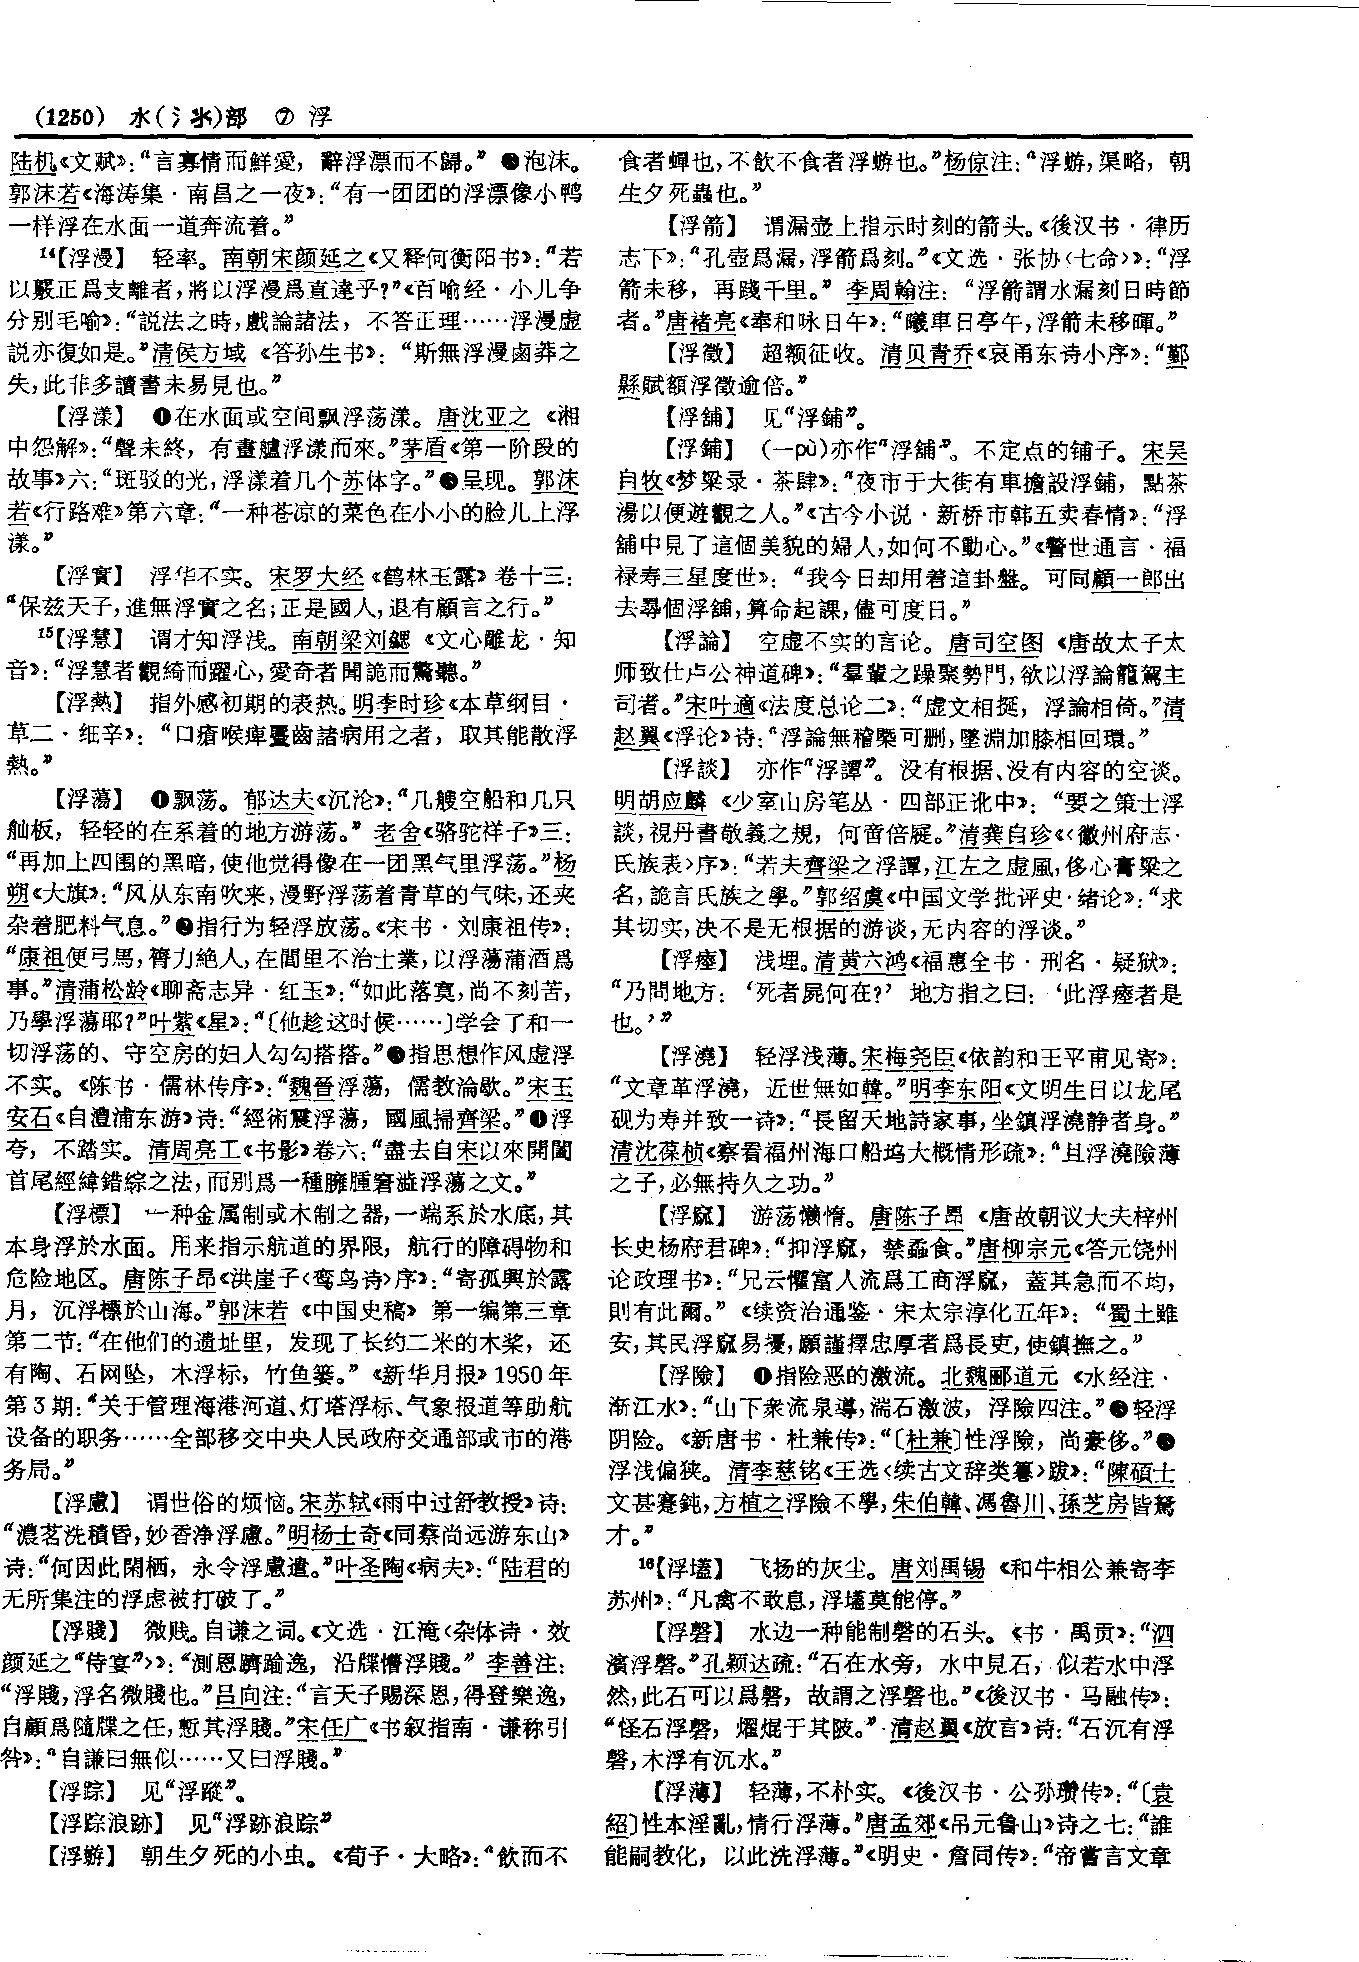 (1250) 水(氵氺)部 ⑦ 浮
陆机《文赋》：“言寡情而鮮愛，辭浮漂而不歸。”❷泡沫。
郭沫若《海涛集·南昌之一夜》：“有一团团的浮漂像小鸭
一样浮在水面一道奔流着。”
14【浮漫】 轻率。南朝宋颜延之《又释何衡阳书》：“若
以嚴正爲支離者，將以浮漫爲直達乎？”《百喻经·小儿争
分别毛喻》：“説法之時，戲論諸法，不答正理……浮漫虚
説亦復如是。”清侯方域《答孙生书》：“斯無浮漫鹵莽之
失，此非多讀書未易見也。”
【浮漾】 ❶在水面或空间飘浮荡漾。唐沈亚之《湘
中怨解》：“聲未終，有畫艫浮漾而來。”茅盾《第一阶段的
故事》六：“斑驳的光，浮漾着几个苏体字。”❷呈现。郭沫
若《行路难》第六章：“一种苍凉的菜色在小小的脸儿上浮
漾。”
【浮實】 浮华不实。宋罗大经《鹤林玉露》卷十三：
“保兹天子，進無浮實之名；正是國人，退有顧言之行。”
15【浮慧】 谓才知浮浅。南朝梁刘勰《文心雕龙·知
音》：“浮慧者觀綺而躍心，愛奇者聞詭而驚聽。”
【浮熱】 指外感初期的表热。明李时珍《本草纲目·
草二·细辛》：“口瘡喉痺䘌齒諸病用之者，取其能散浮
熱。”
【浮蕩】 ❶飘荡。郁达夫《沉沦》：“几艘空船和几只
舢板，轻轻的在系着的地方游荡。”老舍《骆驼祥子》三：
“再加上四围的黑暗，使他觉得像在一团黑气里浮荡。”杨
朔《大旗》：“风从东南吹来，漫野浮荡着青草的气味，还夹
杂着肥料气息。”❷指行为轻浮放荡。《宋书·刘康祖传》：
“康祖便弓馬，膂力絶人，在閭里不治士業，以浮蕩蒱酒爲
事。”清蒲松龄《聊斋志异·红玉》：“如此落寞，尚不刻苦，
乃學浮蕩耶？”叶紫《星》：“〔他趁这时候……〕学会了和一
切浮荡的、守空房的妇人勾勾搭搭。”❸指思想作风虚浮
不实。《陈书·儒林传序》：“魏晉浮蕩，儒教淪歇。”宋王
安石《自澧浦东游》诗：“經術震浮蕩，國風掃齊梁。”❹浮
夸，不踏实。清周亮工《书影》卷六：“盡去自宋以來開闔
首尾經緯錯綜之法，而别爲一種臃腫窘澁浮蕩之文。”
【浮標】 一种金属制或木制之器，一端系於水底，其
本身浮於水面。用来指示航道的界限，航行的障碍物和
危险地区。唐陈子昂《洪崖子〈鸾鸟诗〉序》：“寄孤興於露
月，沉浮標於山海。”郭沫若《中国史稿》第一编第三章
第二节：“在他们的遗址里，发现了长约二米的木桨，还
有陶、石网坠，木浮标，竹鱼篓。”《新华月报》1950年
第3期：“关于管理海港河道、灯塔浮标、气象报道等助航
设备的职务……全部移交中央人民政府交通部或市的港
务局。”
【浮慮】 谓世俗的烦恼。宋苏轼《雨中过舒教授》诗：
“濃茗洗積昏，妙香净浮慮。”明杨士奇《同蔡尚远游东山》
诗：“何因此閑栖，永令浮慮遣。”叶圣陶《病夫》：“陆君的
无所集注的浮虑被打破了。”
【浮賤】 微贱。自谦之词。《文选·江淹〈杂体诗·效
颜延之“侍宴”〉》：“測恩躋踰逸，沿牒懵浮賤。”李善注：
“浮賤，浮名微賤也。”吕向注：“言天子賜深恩，得登樂逸，
自顧爲隨牒之任，慙其浮賤。”宋任广《书叙指南·谦称引
咎》：“自謙曰無似……又曰浮賤。”
【浮踪】 见“浮蹤”。
【浮踪浪跡】 见“浮跡浪踪”
【浮蝣】 朝生夕死的小虫。《荀子·大略》：“飲而不
食者蟬也，不飲不食者浮蝣也。”杨倞注：“浮蝣，渠略，朝
生夕死蟲也。”
【浮箭】 谓漏壶上指示时刻的箭头。《後汉书·律历
志下》：“孔壺爲漏，浮箭爲刻。”《文选·张协〈七命〉》：“浮
箭未移，再踐千里。”李周翰注：“浮箭謂水漏刻日時節
者。”唐褚亮《奉和咏日午》：“曦車日亭午，浮箭未移暉。”
【浮徵】 超额征收。清贝青乔《哀甬东诗小序》：“鄞
縣賦額浮徵逾倍。”
【浮舖】 见“浮鋪”。
【浮鋪】 (一pù)亦作“浮舖”。不定点的铺子。宋吴
自牧《梦粱录·茶肆》：“夜市于大街有車擔設浮鋪，點茶
湯以便遊觀之人。”《古今小说·新桥市韩五卖春情》：“浮
舖中見了這個美貌的婦人，如何不動心。”《警世通言·福
禄寿三星度世》：“我今日却用着這卦盤。可同顧一郎出
去尋個浮鋪，算命起課，儘可度日。”
【浮論】 空虚不实的言论。唐司空图《唐故太子太
师致仕卢公神道碑》：“羣輩之躁聚勢門，欲以浮論籠駕主
司者。”宋叶適《法度总论二》：“虚文相挻，浮論相倚。”清
赵翼《浮论》诗：“浮論無稽槩可删，墜淵加膝相回環。”
【浮談】 亦作“浮譚”。没有根据、没有内容的空谈。
明胡应麟《少室山房笔丛·四部正讹中》：“要之策士浮
談，視丹書敬義之規，何啻倍屣。”清龚自珍《〈徽州府志·
氏族表〉序》：“若夫齊梁之浮譚，江左之虚風，侈心膏粱之
名，詭言氏族之學。”郭绍虞《中国文学批评史·绪论》：“求
其切实，决不是无根据的游谈，无内容的浮谈。”
【浮瘞】 浅埋。清黄六鸿《福惠全书·刑名·疑狱》：
“乃問地方：‘死者屍何在？’地方指之曰：‘此浮瘞者是
也。’”
【浮澆】 轻浮浅薄。宋梅尧臣《依韵和王平甫见寄》：
“文章革浮澆，近世無如韓。”明李东阳《文明生日以龙尾
砚为寿并致一诗》：“長留天地詩家事，坐鎮浮澆静者身。”
清沈葆桢《察看福州海口船坞大概情形疏》：“且浮澆險薄
之子，必無持久之功。”
【浮窳】 游荡懒惰。唐陈子昂《唐故朝议大夫梓州
长史杨府君碑》：“抑浮窳，禁蟊食。”唐柳宗元《答元饶州
论政理书》：“兄云懼富人流爲工商浮窳，蓋其急而不均，
則有此爾。”《续资治通鉴·宋太宗淳化五年》：“蜀土雖
安，其民浮窳易擾，願謹擇忠厚者爲長吏，使鎮撫之。”
【浮險】 ❶指险恶的激流。北魏郦道元《水经注·
渐江水》：“山下衆流泉導，湍石激波，浮險四注。”❷轻浮
阴险。《新唐书·杜兼传》：“〔杜兼〕性浮險，尚豪侈。”❸
浮浅偏狭。清李慈铭《王选〈续古文辞类纂〉跋》：“陳碩士
文甚蹇鈍，方植之浮險不學，朱伯韓、馮魯川、孫芝房皆駑
才。”
16【浮壒】 飞扬的灰尘。唐刘禹锡《和牛相公兼寄李
苏州》：“凡禽不敢息，浮壒莫能停。”
【浮磬】 水边一种能制磬的石头。《书·禹贡》：“泗
濱浮磬。”孔颖达疏：“石在水旁，水中見石，似若水中浮
然，此石可以爲磬，故謂之浮磬也。”《後汉书·马融传》：
“怪石浮磬，燿焜于其陂。”清赵翼《放言》诗：“石沉有浮
磬，木浮有沉水。”
【浮薄】 轻薄，不朴实。《後汉书·公孙瓒传》：“〔袁
紹〕性本淫亂，情行浮薄。”唐孟郊《吊元鲁山》诗之七：“誰
能嗣教化，以此洗浮薄。”《明史·詹同传》：“帝嘗言文章